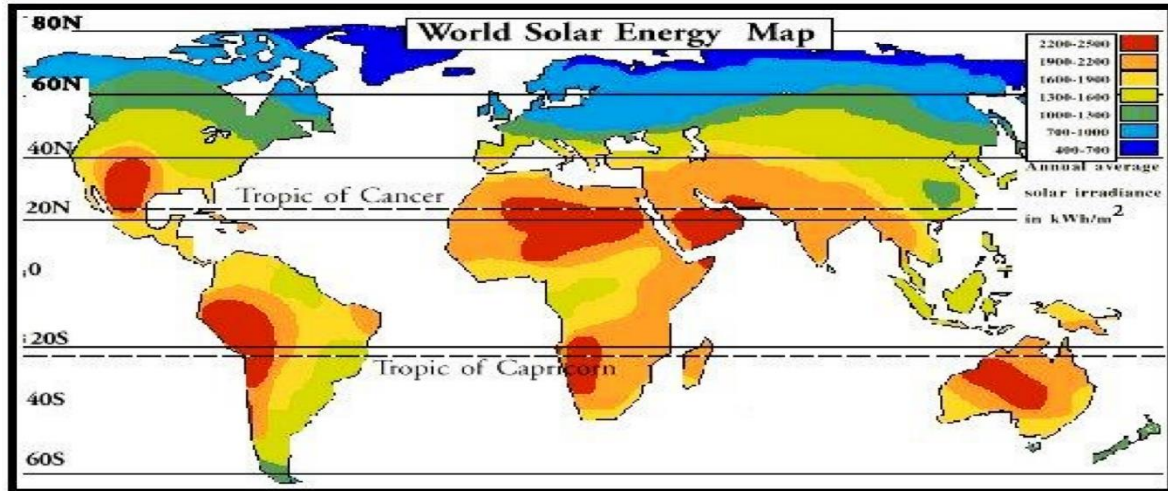 80N
World Solar Energy Map
2200-2500
1900-2200
1600-1900
1300-1600
1000-1300
700-1000
400-700
60N
40N
Annual average
solar irradiance
in kWh/m²
Tropic of Cancer
20N
0
20S
Tropic of Capricorn
40S
60S